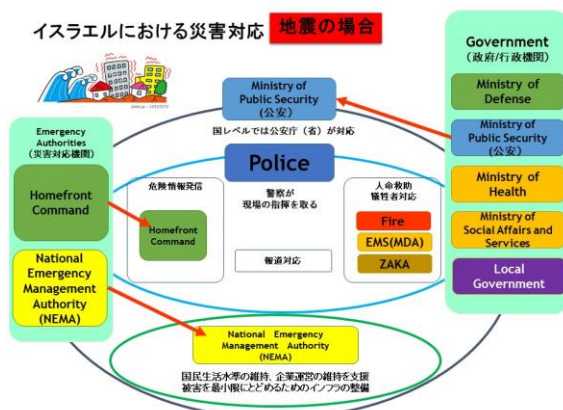 イスラエルにおける災害対応
地震の場合
Government
(政府/行政機関)
Ministry of
Defense
Ministry of
Public Security
(公安)
Ministry of
Health
Ministry of
Social Affairs and
Services
Local
Government
Emergency
Authorities
(災害対応機関)
Homefront
Command
National
Emergency
Management
Authority
(NEMA)
Ministry of
Public Security
(公安)
国レベルでは公安庁(省)が対応
Police
警察が
現場の指揮を取る
危険情報発信
Homefront
Command
報道対応
人命救助
犠牲者対応
Fire
EMS(MDA)
ZAKA
National Emergency
Management Authority
(NEMA)
国民生活水準の維持、企業運営の維持を支援
被害を最小限にとどめるためのインフラの整備